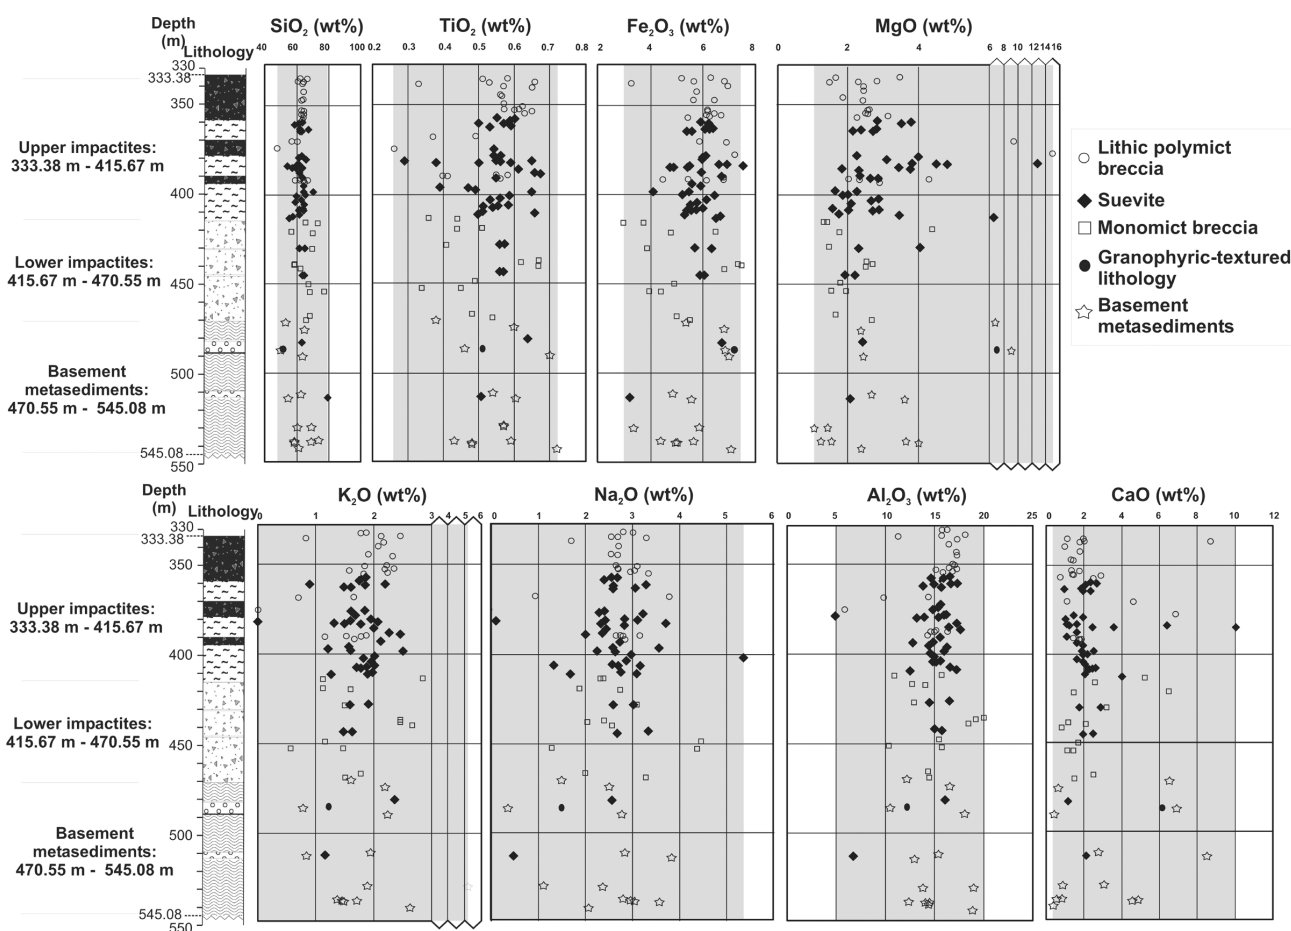 Depth
(m)
Lithology
SiO2 (wt%)
TiO2 (wt%)
Fe2O3 (wt%)
MgO (wt%)
40 60 80 100
0.2 0.3 0.4 0.5 0.6 0.7 0.8
2 4 6 8
0 2 4 6 8 10 12 14 16
330
333.38
350
400
450
500
545.08
550
Upper impactites:
333.38 m - 415.67 m
Lower impactites:
415.67 m - 470.55 m
Basement
metasediments:
470.55 m - 545.08 m
Lithic polymict
breccia
Suevite
Monomict breccia
Granophyric-textured
lithology
Basement
metasediments
Depth
(m)
Lithology
K2O (wt%)
Na2O (wt%)
Al2O3 (wt%)
CaO (wt%)
0 1 2 3 4 5 6
0 1 2 3 4 5 6
0 5 10 15 20 25
0 2 4 6 8 10 12
330
333.38
350
400
450
500
545.08
550
Upper impactites:
333.38 m - 415.67 m
Lower impactites:
415.67 m - 470.55 m
Basement
metasediments:
470.55 m - 545.08 m